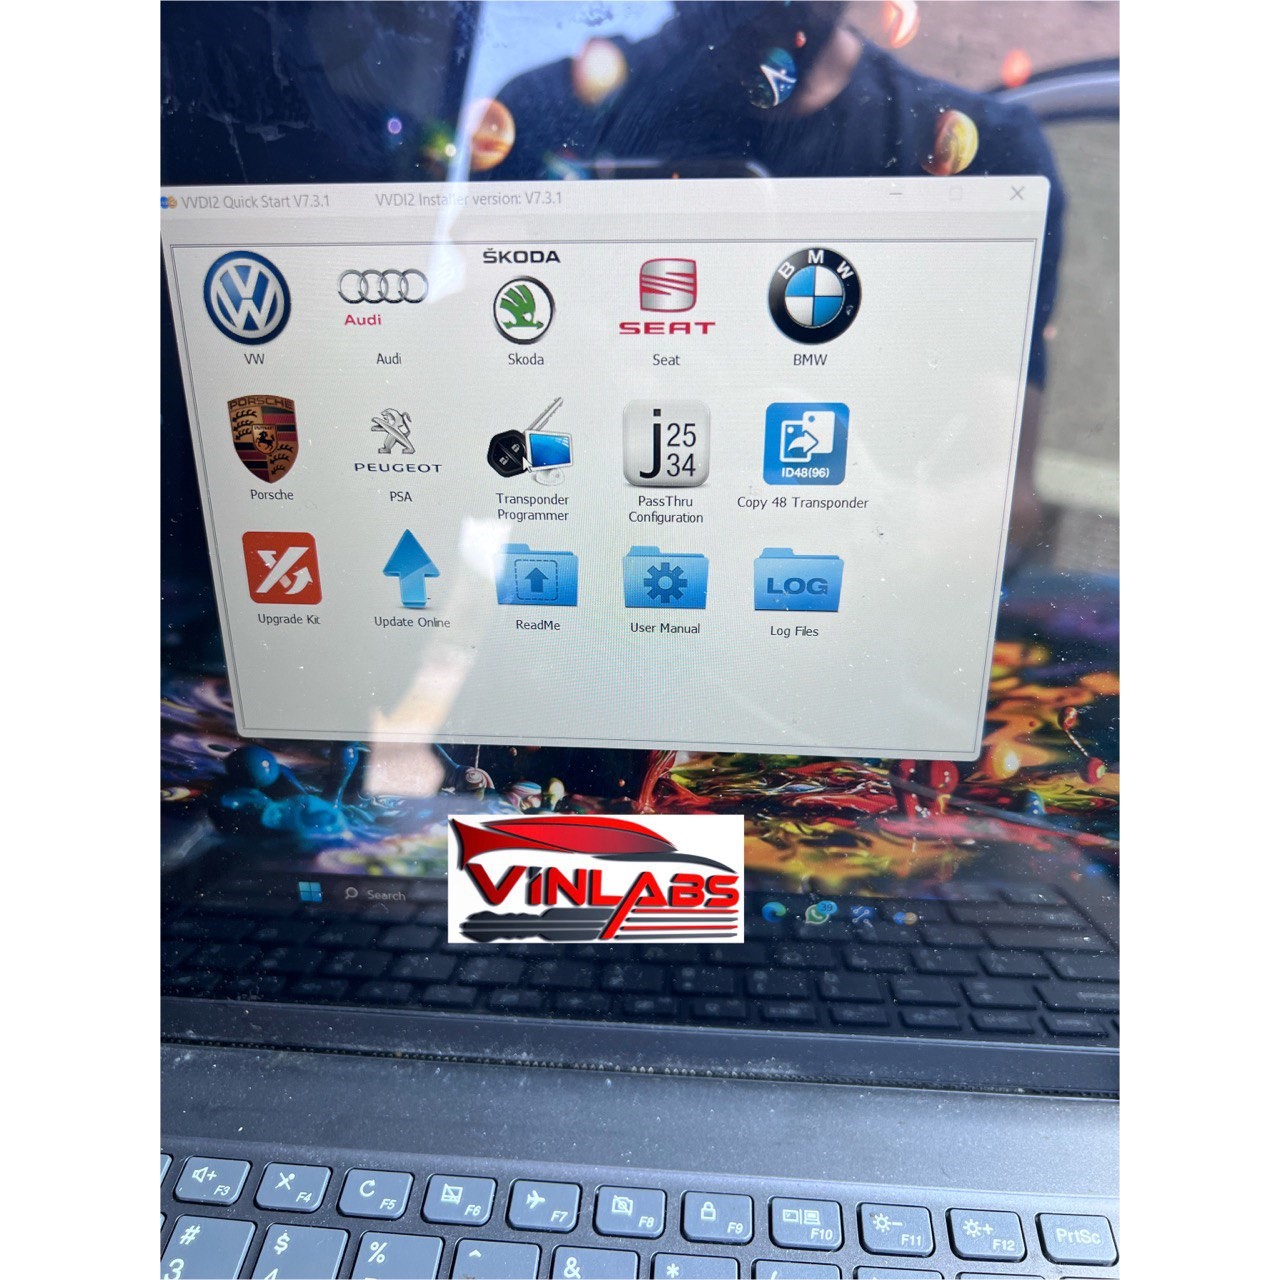 VVDI2 Quick Start V7.3.1 VVDI2 Installer version: V7.3.1
ŠKODA
BMW
Audi
SEAT
VW Audi Skoda Seat BMW
PORSCHE
PEUGEOT
j 25 34
ID48(96)
Porsche PSA Transponder Programmer PassThru Configuration Copy 48 Transponder
LOG
Upgrade Kit Update Online ReadMe User Manual Log Files
VINLABS
Search
39
F3 F4 F5 F6 F7 F8 F9 F10 F11 F12 PrtSc
# $ % ^ & *
3